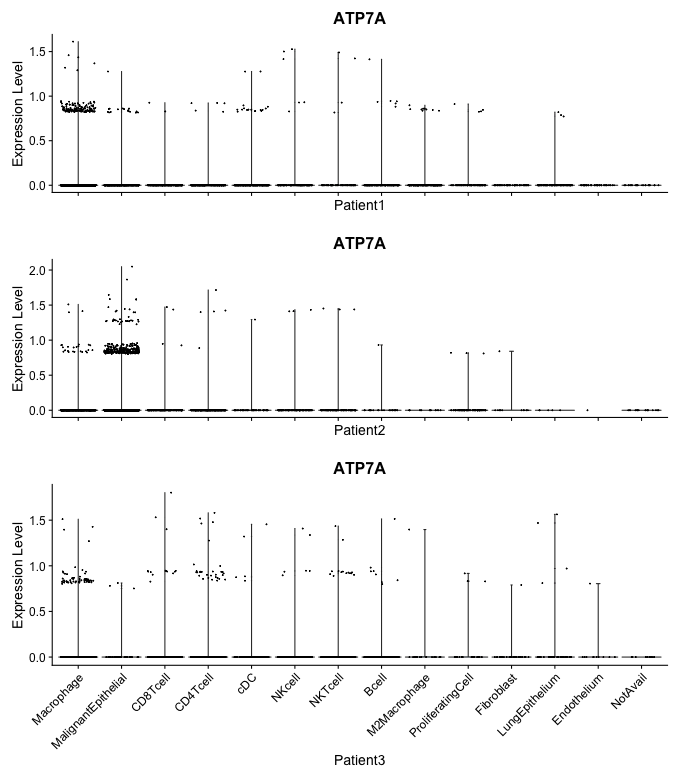 ATP7A
Expression Level
1.5
1.0
0.5
0.0
Patient1
ATP7A
Expression Level
2.0
1.5
1.0
0.5
0.0
Patient2
ATP7A
Expression Level
1.5
1.0
0.5
0.0
Macrophage
MalignantEpithelial
CD8Tcell
CD4Tcell
cDC
NKcell
NKTcell
Bcell
M2Macrophage
ProliferatingCell
Fibroblast
LungEpithelium
Endothelium
NotAvail
Patient3